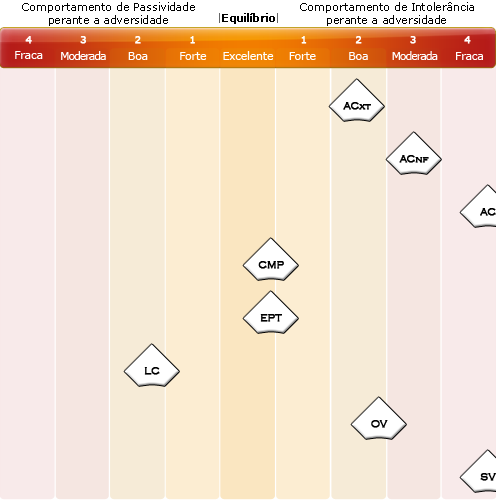 Comportamento de Passividade
perante a adversidade
|Equilíbrio|
Comportamento de Intolerância
perante a adversidade
4 3 2 1 1 2 3 4
Fraca Moderada Boa Forte Excelente Forte Boa Moderada Fraca
ACXT
ACNF
AC
CMP
EPT
LC
OV
SV